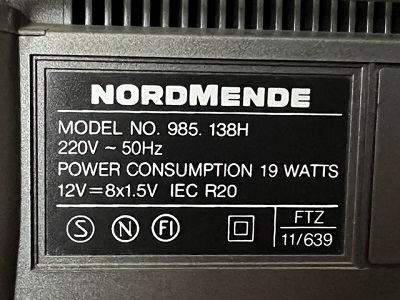 NORDMENDE
MODEL NO. 985. 138H
220V ~ 50Hz
POWER CONSUMPTION 19 WATTS
12V=8x1.5V IEC R20
S N FI FTZ
11/639